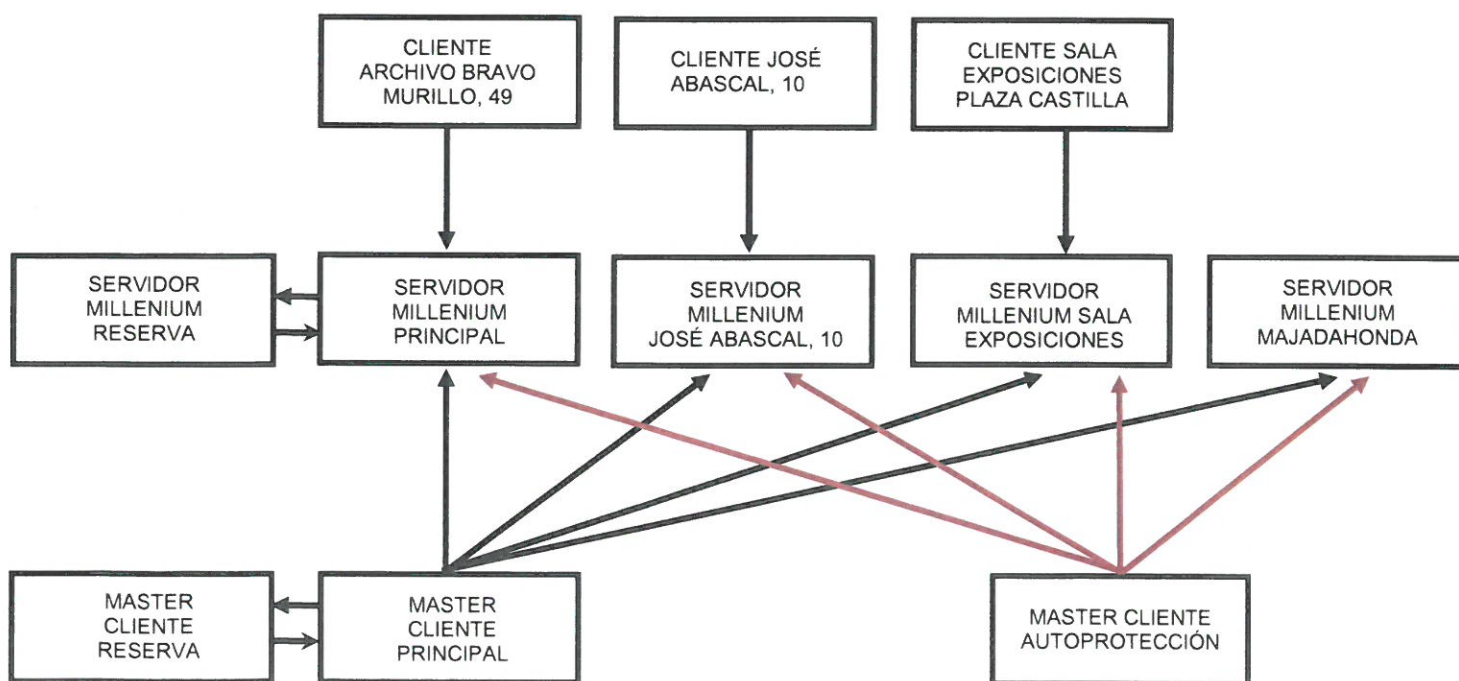 CLIENTE
ARCHIVO BRAVO
MURILLO, 49
CLIENTE JOSÉ
ABASCAL, 10
CLIENTE SALA
EXPOSICIONES
PLAZA CASTILLA
SERVIDOR
MILLENIUM
RESERVA
SERVIDOR
MILLENIUM
PRINCIPAL
SERVIDOR
MILLENIUM
JOSÉ ABASCAL, 10
SERVIDOR
MILLENIUM SALA
EXPOSICIONES
SERVIDOR
MILLENIUM
MAJADAHONDA
MASTER
CLIENTE
RESERVA
MASTER
CLIENTE
PRINCIPAL
MASTER CLIENTE
AUTOPROTECCIÓN